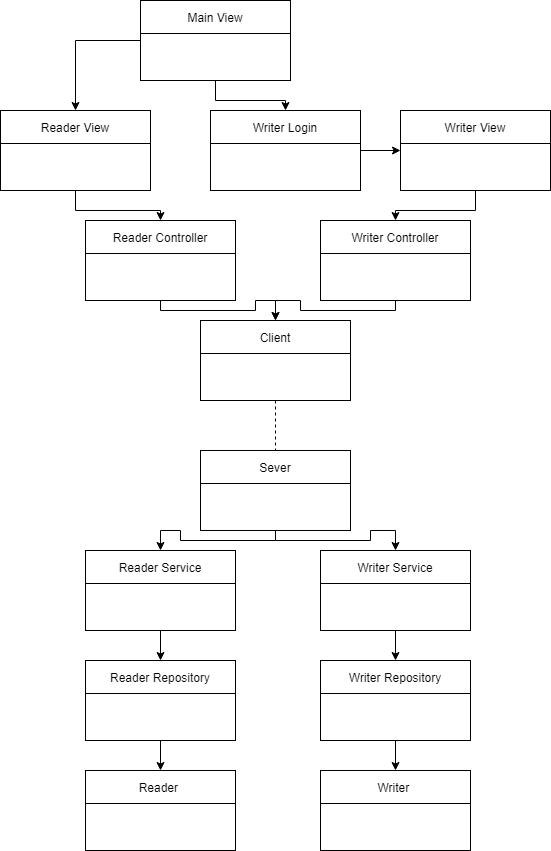 Main View
Reader View
Writer Login
Writer View
Reader Controller
Writer Controller
Client
Sever
Reader Service
Writer Service
Reader Repository
Writer Repository
Reader
Writer